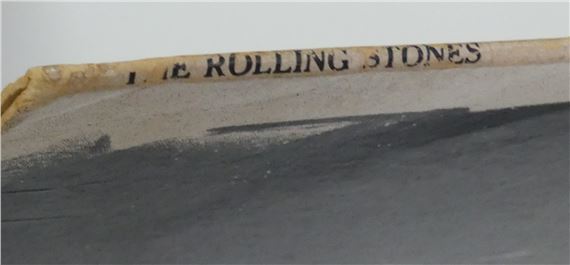 THE ROLLING STONES